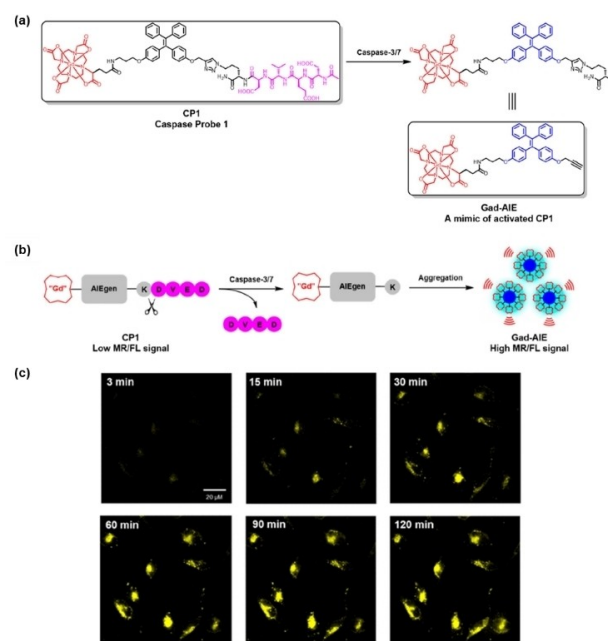 (a)
Caspase-3/7
CP1
Caspase Probe 1
Gad-AIE
A mimic of activated CP1
(b)
"Gd" AIEgen K D Y E D
Caspase-3/7
D Y E D
"Gd" AIEgen K
Aggregation
CP1
Low MR/FL signal
Gad-AIE
High MR/FL signal
(c)
3 min 15 min 30 min
20 μM
60 min 90 min 120 min